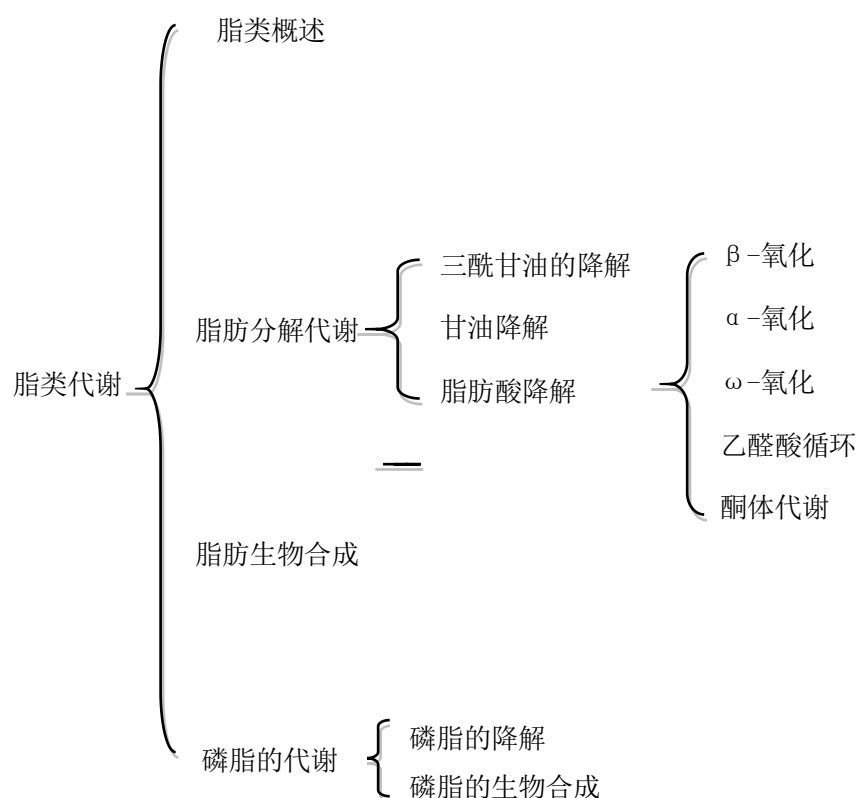 脂类概述
脂类代谢
脂肪分解代谢
三酰甘油的降解
甘油降解
脂肪酸降解
β-氧化
α-氧化
ω-氧化
乙醛酸循环
酮体代谢
脂肪生物合成
磷脂的代谢
磷脂的降解
磷脂的生物合成